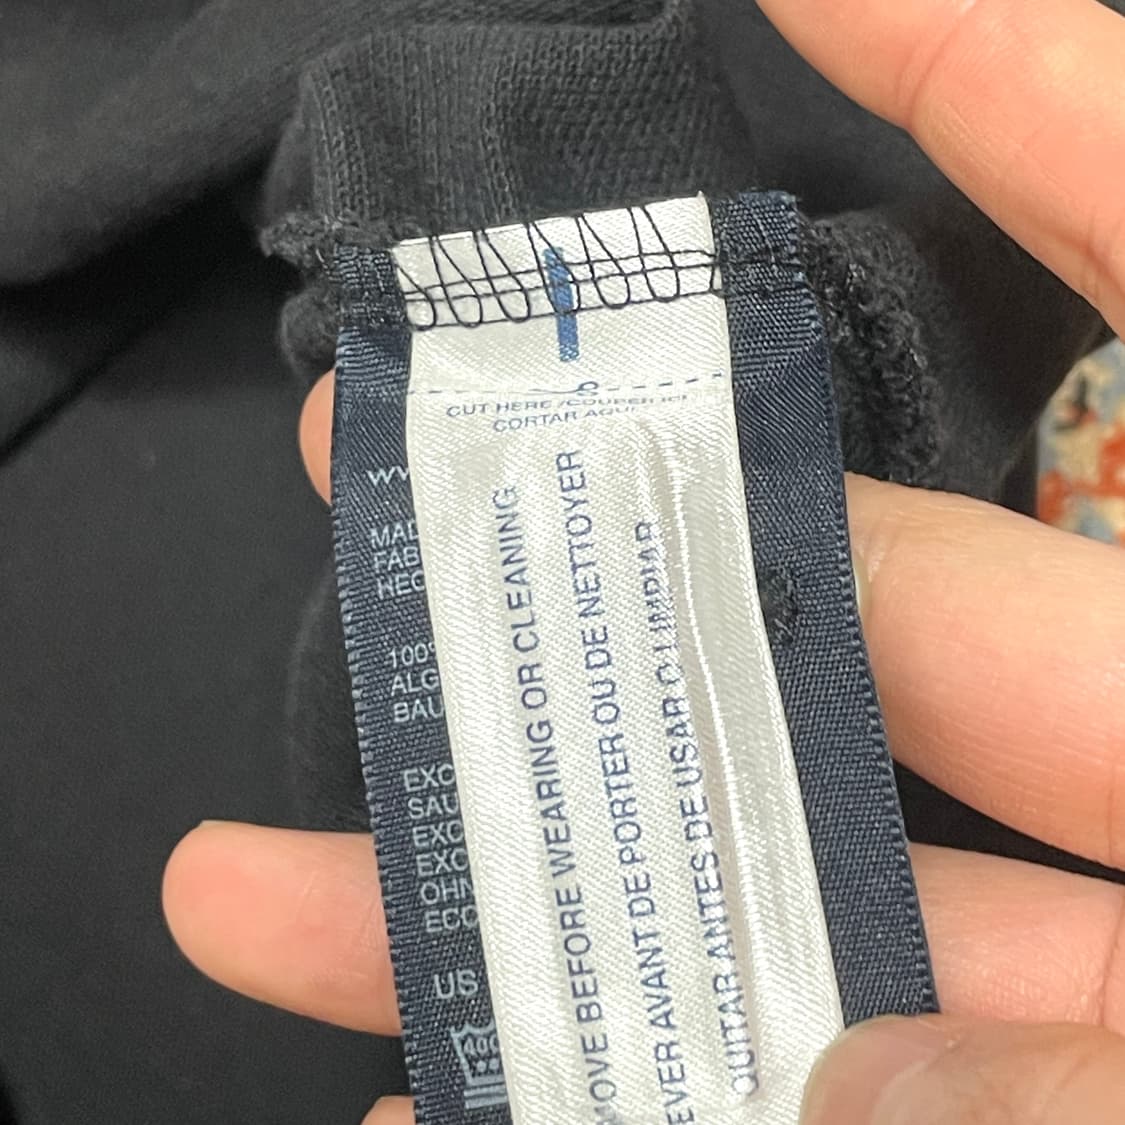 CUT HERE / COUPER ICI
CORTAR AQUI
MOVE BEFORE WEARING OR CLEANING
EVER AVANT DE PORTER OU DE NETTOYER
QUITAR ANTES DE USAR O LIMPIAR
MAD
FAB
HEC
100%
ALG
BAU
EXC
SAU
EXC
EXC
OHN
ECO
US
40C